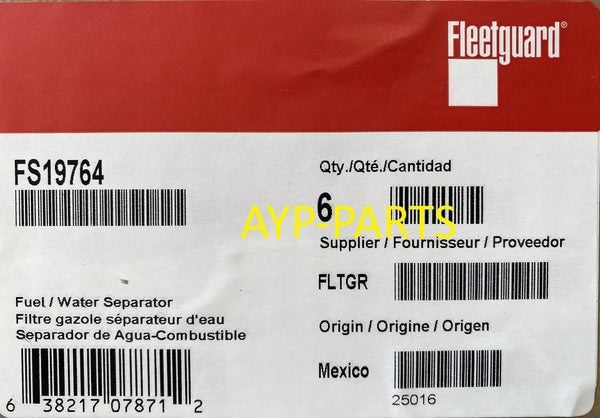 Fleetguard®
FS19764
Qty./Qté./Cantidad
6
AYP-PARTS
Supplier / Fournisseur / Proveedor
FLTGR
Fuel / Water Separator
Filtre gazole séparateur d'eau
Separador de Agua-Combustible
6 38217 07871 2
Origin / Origine / Origen
Mexico
25016